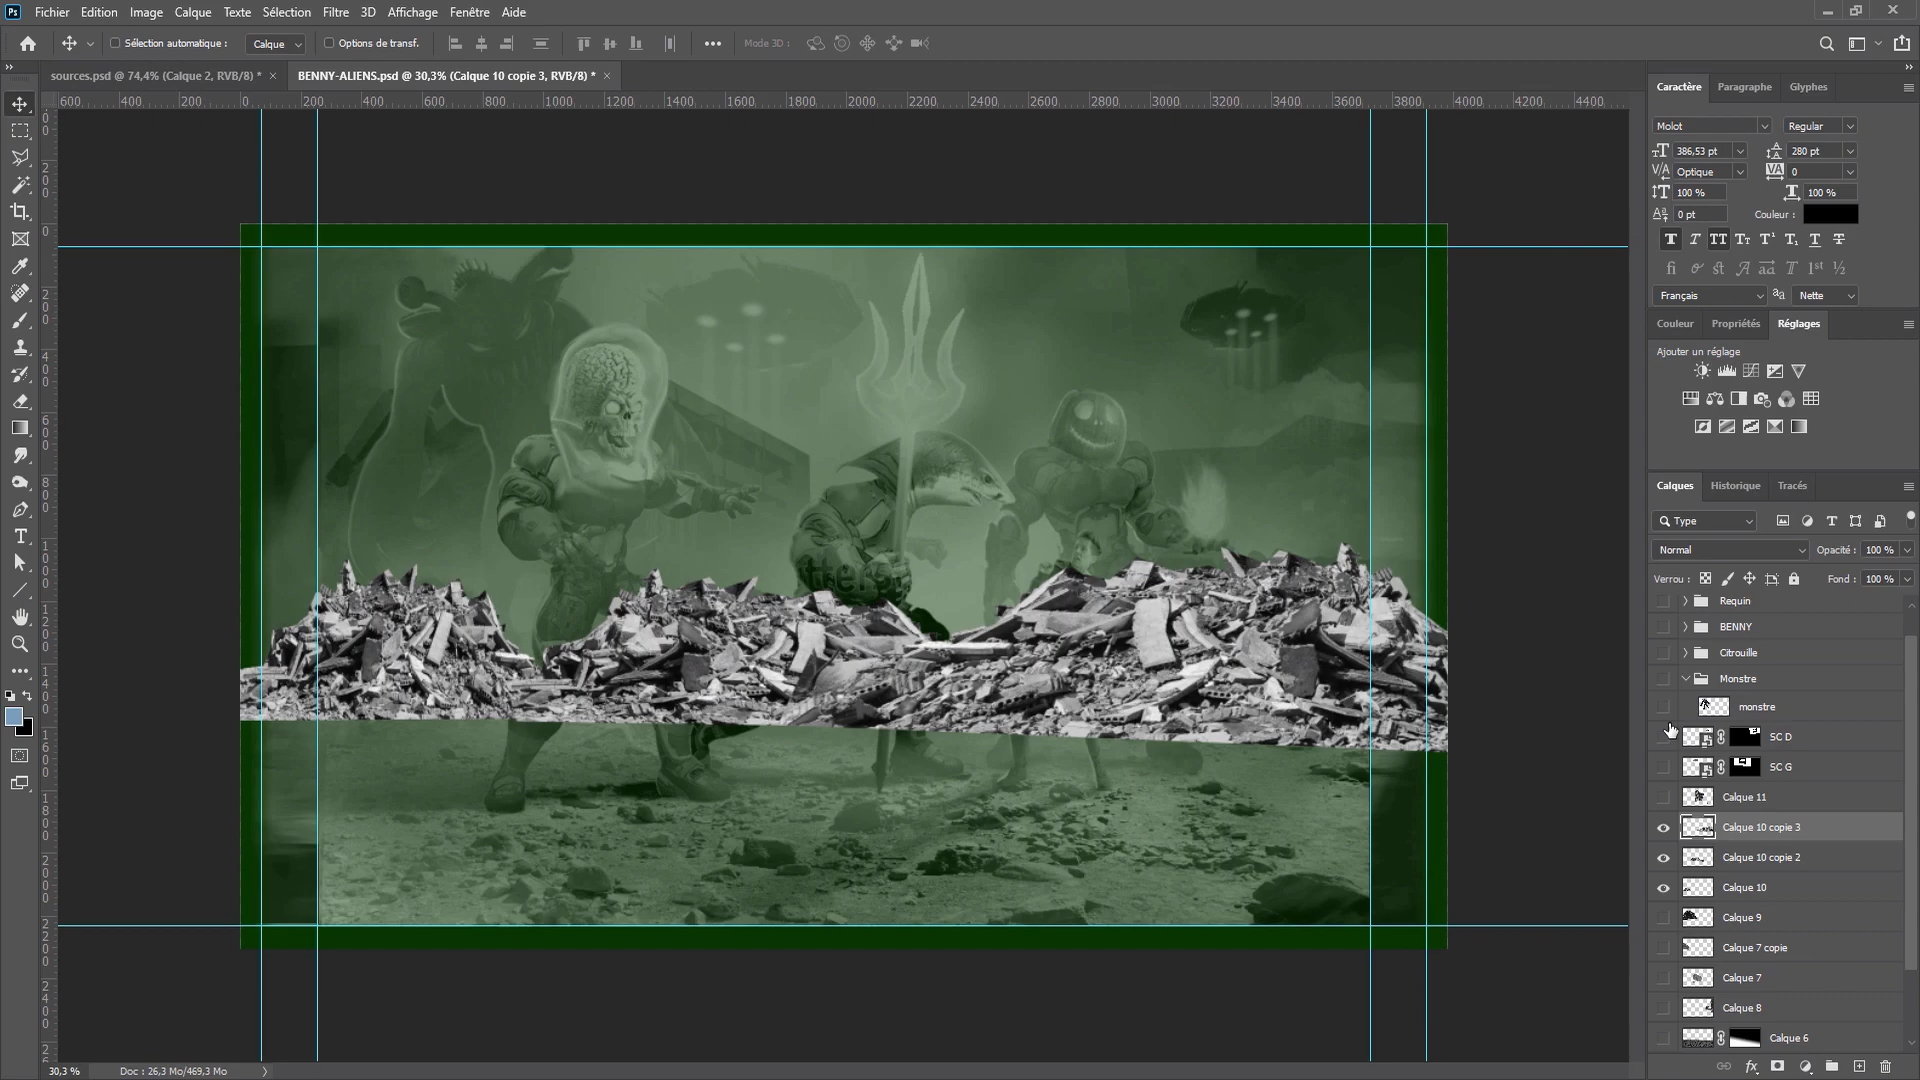 Ps Fichier Edition Image Calque Texte Sélection Filtre 3D Affichage Fenêtre Aide
Sélection automatique : Calque Options de transf. Mode 3D :
sources.psd @ 74,4% (Calque 2, RVB/8) * BENNY-ALIENS.psd @ 30,3% (Calque 10 copie 3, RVB/8) *
600 400 200 0 200 400 600 800 1000 1200 1400 1600 1800 2000 2200 2400 2600 2800 3000 3200 3400 3600 3800 4000 4200 4400
Caractère Paragraphe Glyphes
Molot Regular
386,53 pt 280 pt
Optique 0
100 % 100 %
0 pt Couleur :
Français Nette
Couleur Propriétés Réglages
Ajouter un réglage
Calques Historique Tracés
Type
Normal Opacité : 100 %
Verrou : Fond : 100 %
Requin
BENNY
Citrouille
Monstre
monstre
SC D
SC G
Calque 11
Calque 10 copie 3
Calque 10 copie 2
Calque 10
Calque 9
Calque 7 copie
Calque 7
Calque 8
Calque 6
30,3 % Doc : 26,3 Mo/469,3 Mo